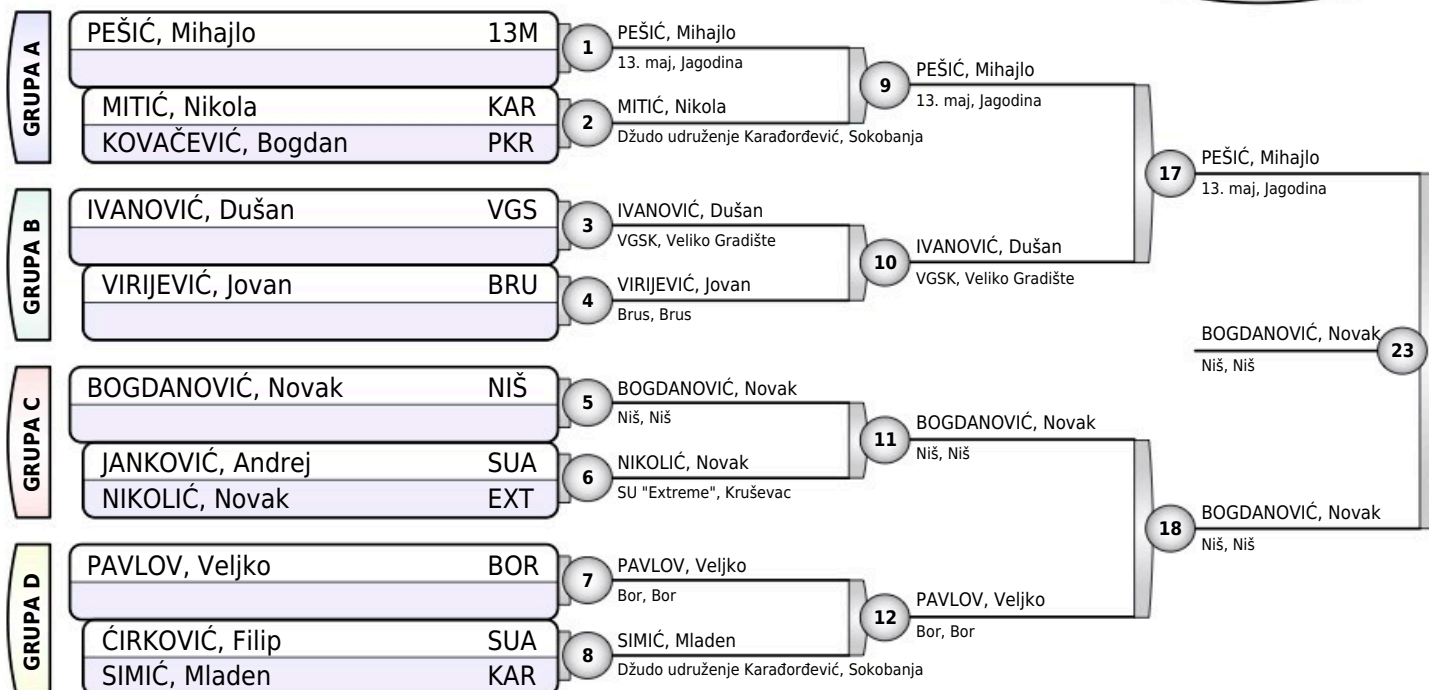 GRUPA A
PEŠIĆ, Mihajlo 13M
MITIĆ, Nikola KAR
KOVAČEVIĆ, Bogdan PKR
1
PEŠIĆ, Mihajlo
13. maj, Jagodina
2
MITIĆ, Nikola
Džudo udruženje Karađorđević, Sokobanja
9
PEŠIĆ, Mihajlo
13. maj, Jagodina
GRUPA B
IVANOVIĆ, Dušan VGS
VIRIJEVIĆ, Jovan BRU
3
IVANOVIĆ, Dušan
VGSK, Veliko Gradište
4
VIRIJEVIĆ, Jovan
Brus, Brus
10
IVANOVIĆ, Dušan
VGSK, Veliko Gradište
17
PEŠIĆ, Mihajlo
13. maj, Jagodina
GRUPA C
BOGDANOVIĆ, Novak NIŠ
JANKOVIĆ, Andrej SUA
NIKOLIĆ, Novak EXT
5
BOGDANOVIĆ, Novak
Niš, Niš
6
NIKOLIĆ, Novak
SU "Extreme", Kruševac
11
BOGDANOVIĆ, Novak
Niš, Niš
GRUPA D
PAVLOV, Veljko BOR
ĆIRKOVIĆ, Filip SUA
SIMIĆ, Mladen KAR
7
PAVLOV, Veljko
Bor, Bor
8
SIMIĆ, Mladen
Džudo udruženje Karađorđević, Sokobanja
12
PAVLOV, Veljko
Bor, Bor
18
BOGDANOVIĆ, Novak
Niš, Niš
BOGDANOVIĆ, Novak
Niš, Niš
23